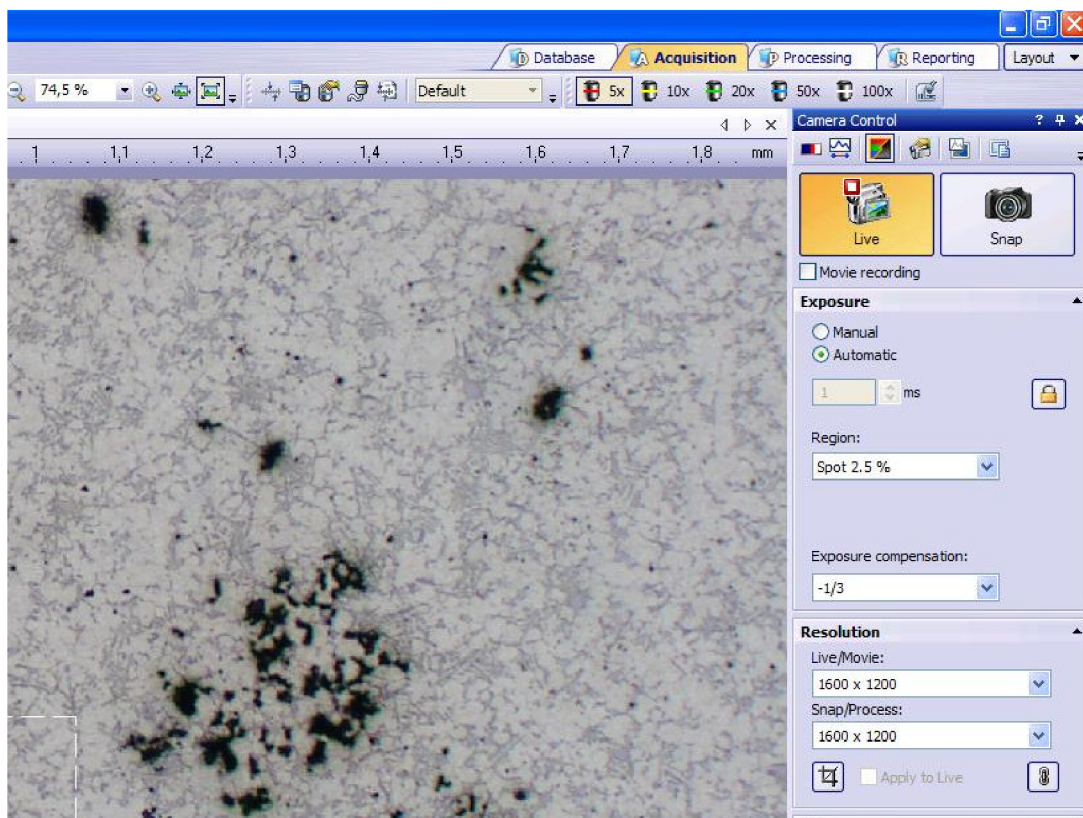 Database Acquisition Processing Reporting Layout
74,5 % Default 5x 10x 20x 50x 100x
Camera Control
1 1,1 1,2 1,3 1,4 1,5 1,6 1,7 1,8 mm
Live Snap
Movie recording
Exposure
Manual
Automatic
1 ms
Region:
Spot 2.5 %
Exposure compensation:
-1/3
Resolution
Live/Movie:
1600 x 1200
Snap/Process:
1600 x 1200
Apply to Live